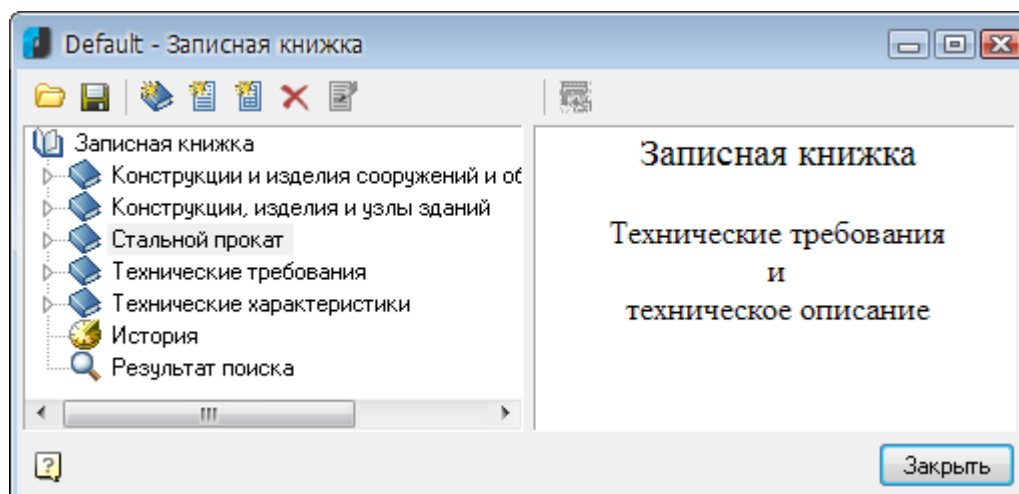 Default - Записная книжка
Записная книжка
Конструкции и изделия сооружений и об
Конструкции, изделия и узлы зданий
Стальной прокат
Технические требования
Технические характеристики
История
Результат поиска
Записная книжка
Технические требования
и
техническое описание
Закрыть